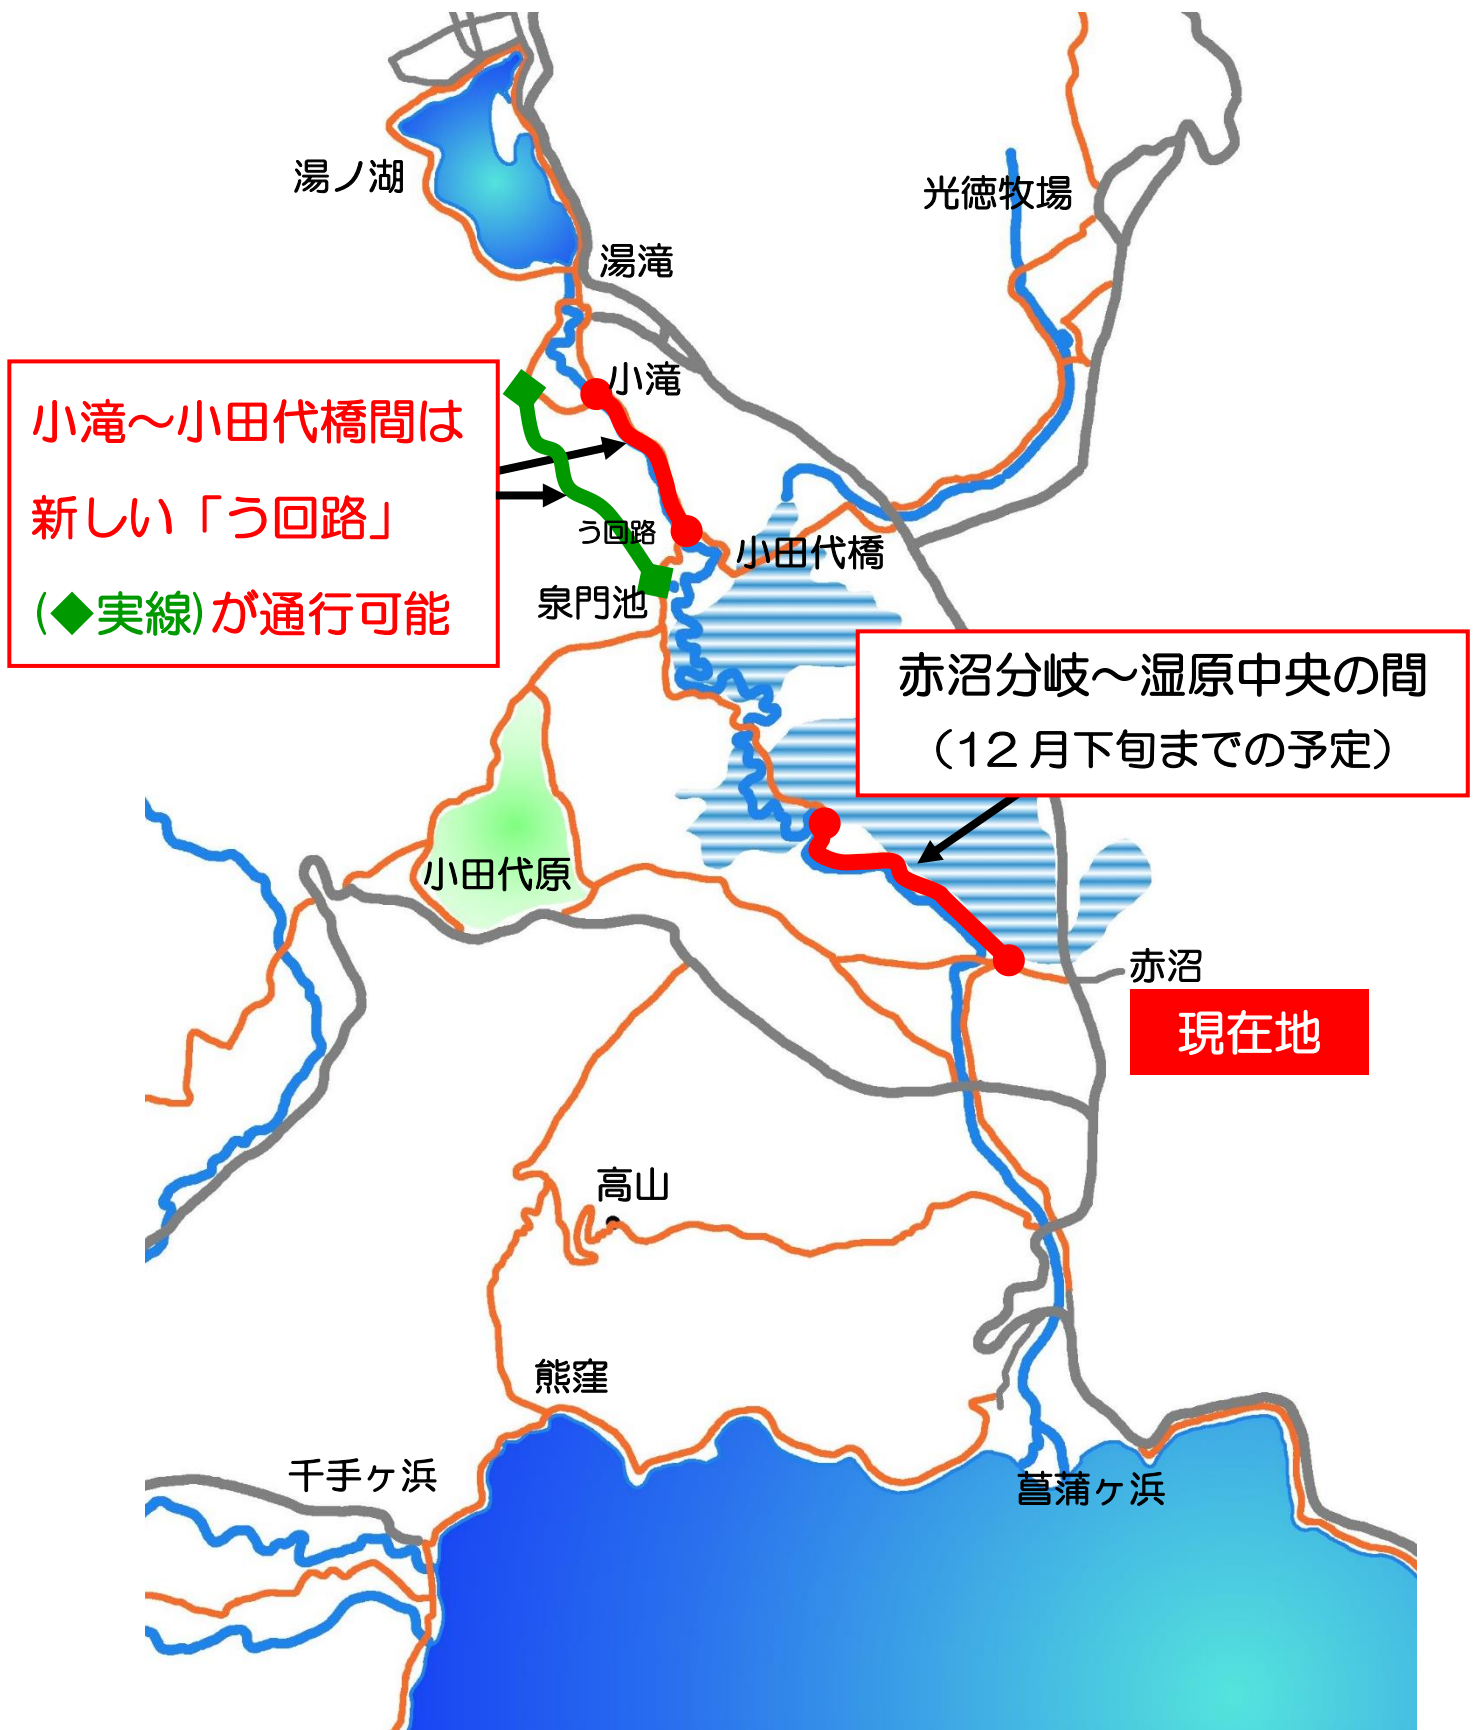 湯ノ湖
光徳牧場
湯滝
小滝
小滝～小田代橋間は
新しい「う回路」
(◆実線)が通行可能
う回路
小田代橋
泉門池
赤沼分岐～湿原中央の間
（12月下旬までの予定）
小田代原
赤沼
現在地
高山
熊窪
千手ヶ浜
菖蒲ヶ浜